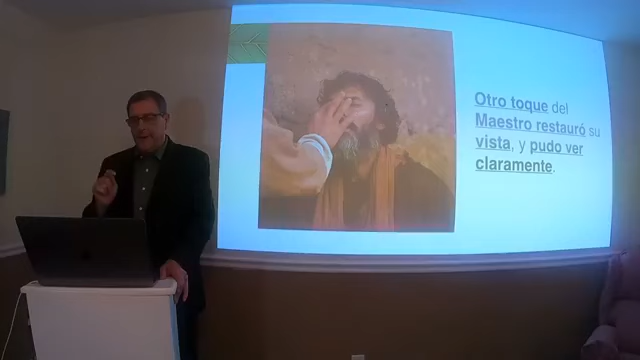 Otro toque del
Maestro restauró su
vista, y pudo ver
claramente.